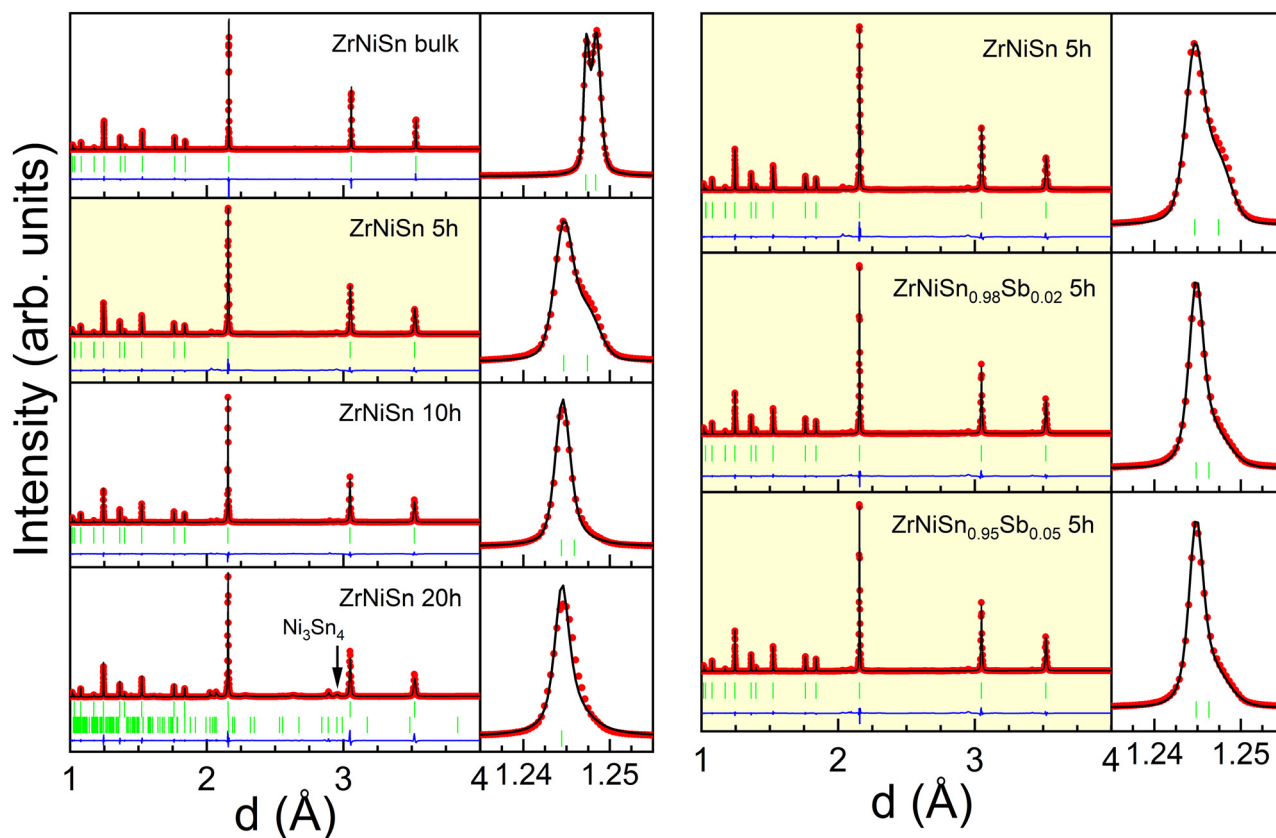 Intensity (arb. units)
ZrNiSn bulk
ZrNiSn 5h
ZrNiSn 10h
ZrNiSn 20h
Ni₃Sn₄
1 2 3 4 1.24 1.25
d (Å)
ZrNiSn 5h
ZrNiSn₀.₉₈Sb₀.₀₂ 5h
ZrNiSn₀.₉₅Sb₀.₀₅ 5h
1 2 3 4 1.24 1.25
d (Å)